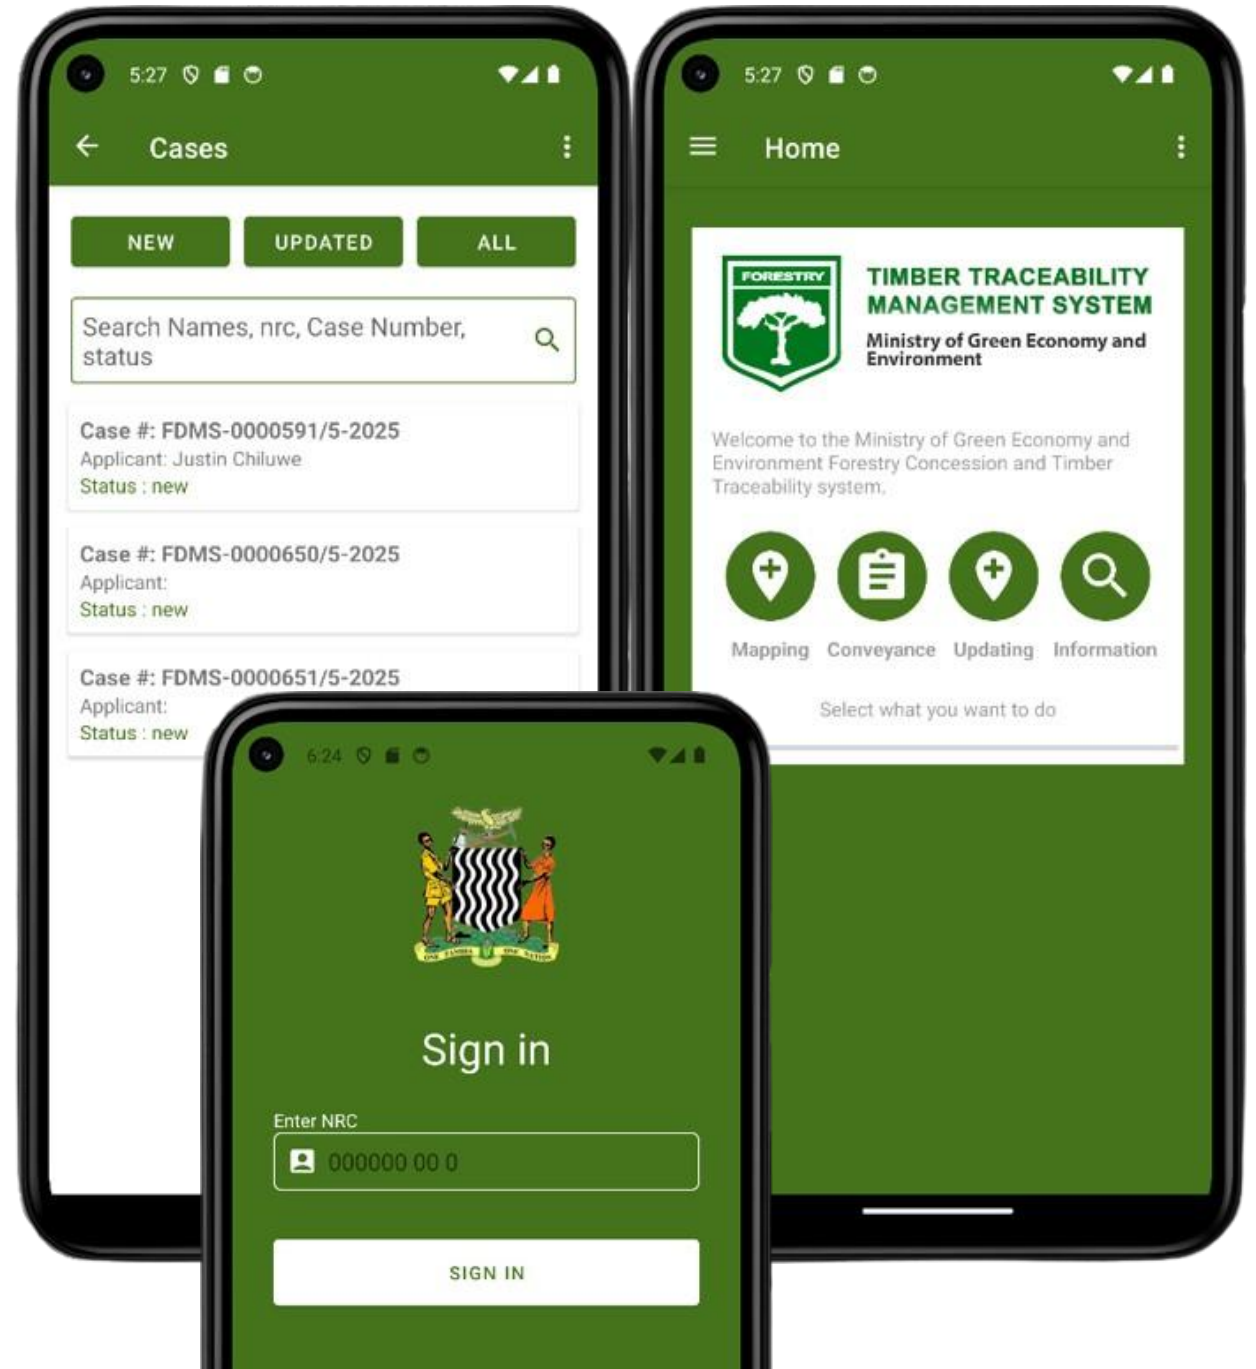 5:27
Cases
NEW
UPDATED
ALL
Search Names, nrc, Case Number,
status
Case #: FDMS-0000591/5-2025
Applicant: Justin Chiluwe
Status : new
Case #: FDMS-0000650/5-2025
Applicant:
Status : new
Case #: FDMS-0000651/5-2025
Applicant:
Status : new
5:27
Home
FORESTRY
TIMBER TRACEABILITY
MANAGEMENT SYSTEM
Ministry of Green Economy and
Environment
Welcome to the Ministry of Green Economy and
Environment Forestry Concession and Timber
Traceability system.
Mapping
Conveyance
Updating
Information
Select what you want to do
6:24
ONE ZAMBIA ONE NATION
Sign in
Enter NRC
000000 00 0
SIGN IN